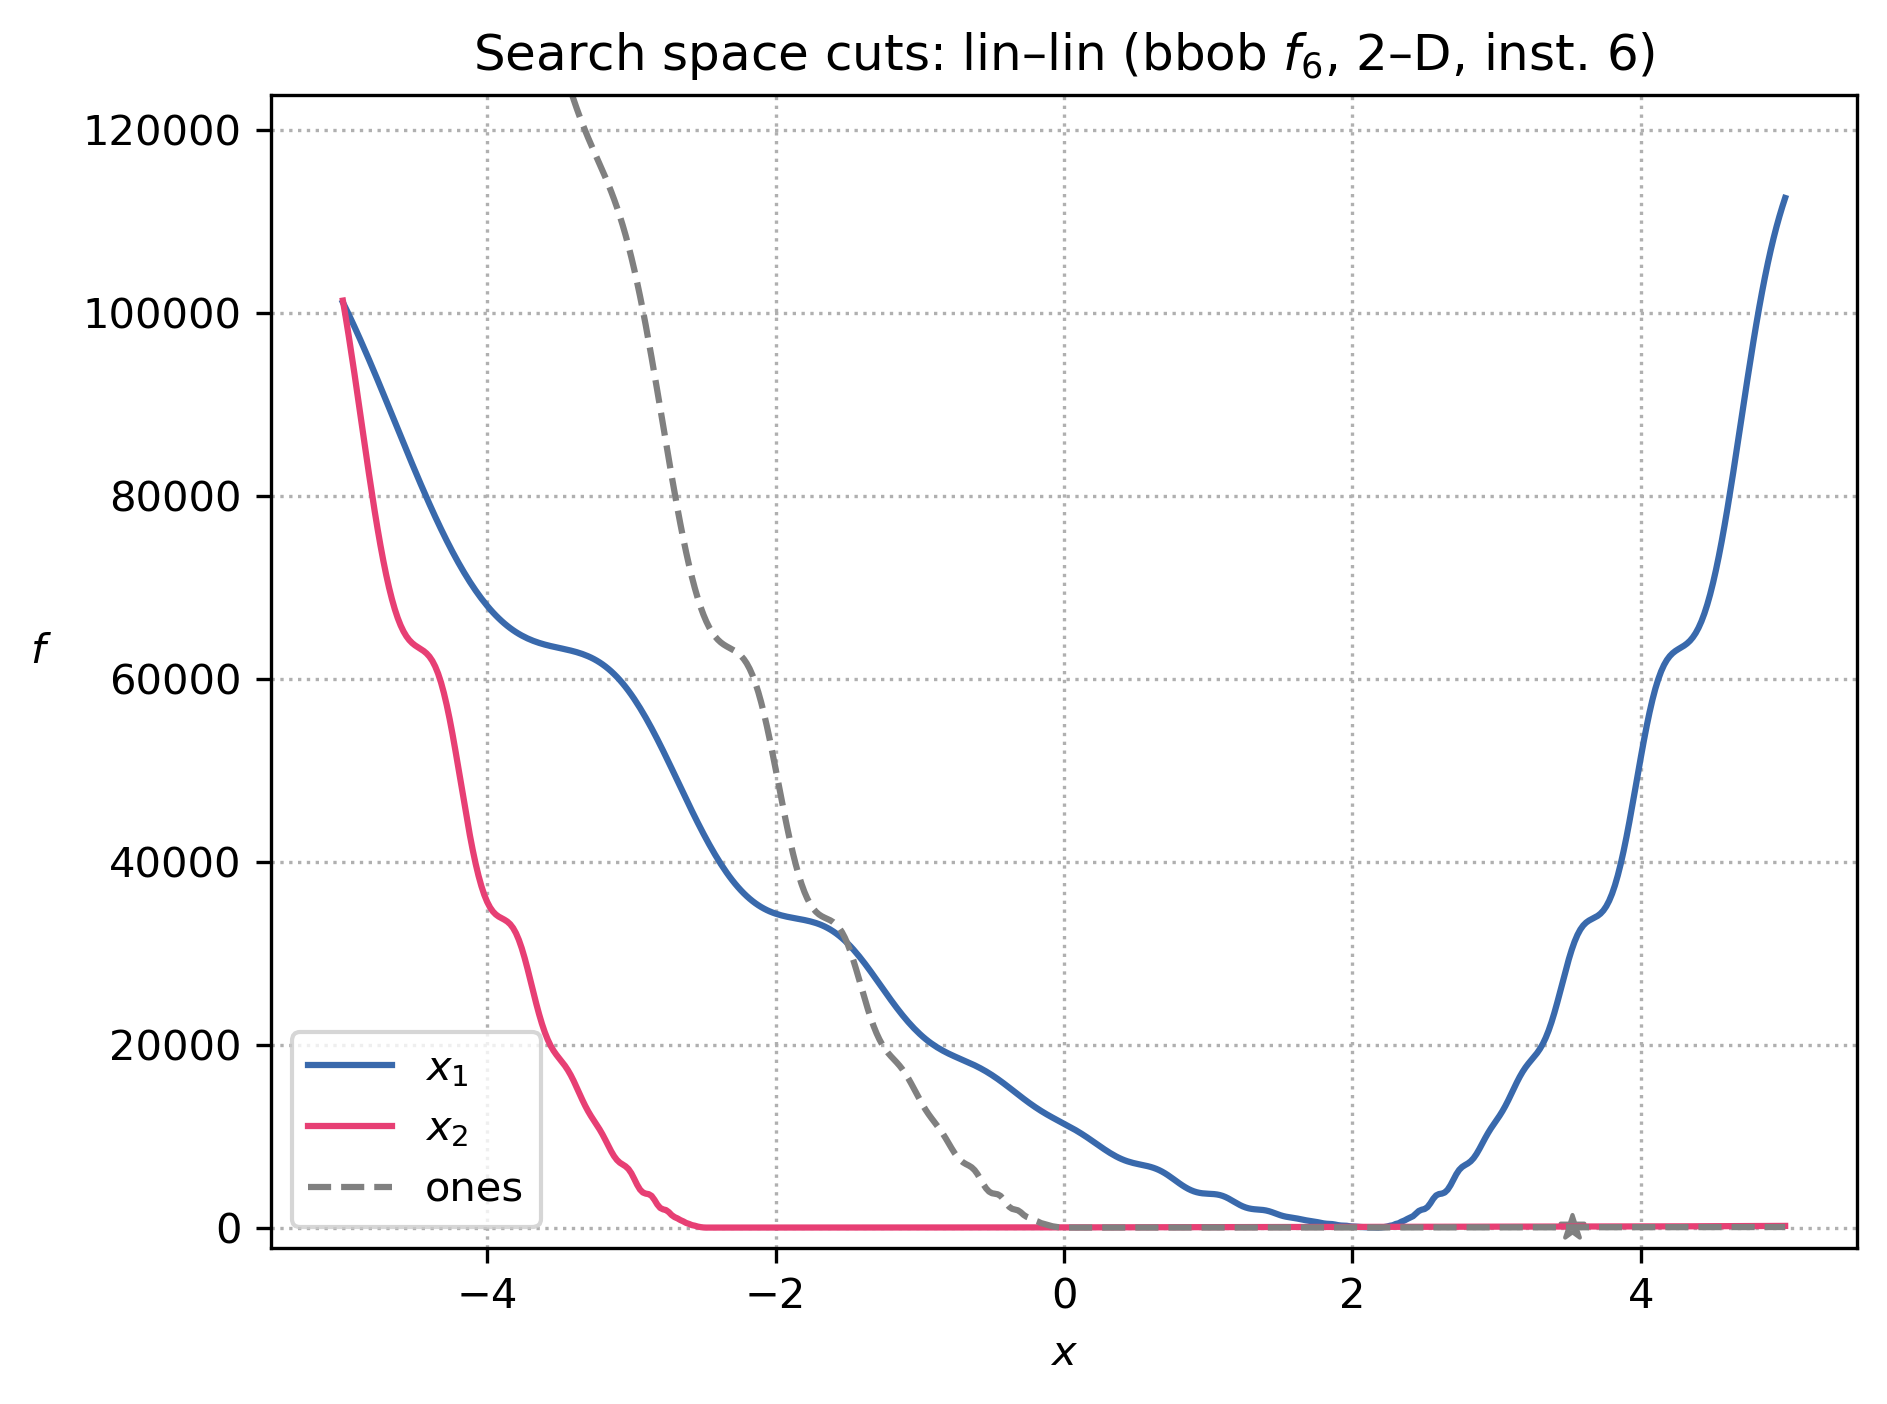 Search space cuts: lin–lin (bbob f₆, 2–D, inst. 6)
120000
100000
80000
60000
40000
20000
0
f
x₁
x₂
ones
−4 −2 0 2 4
x